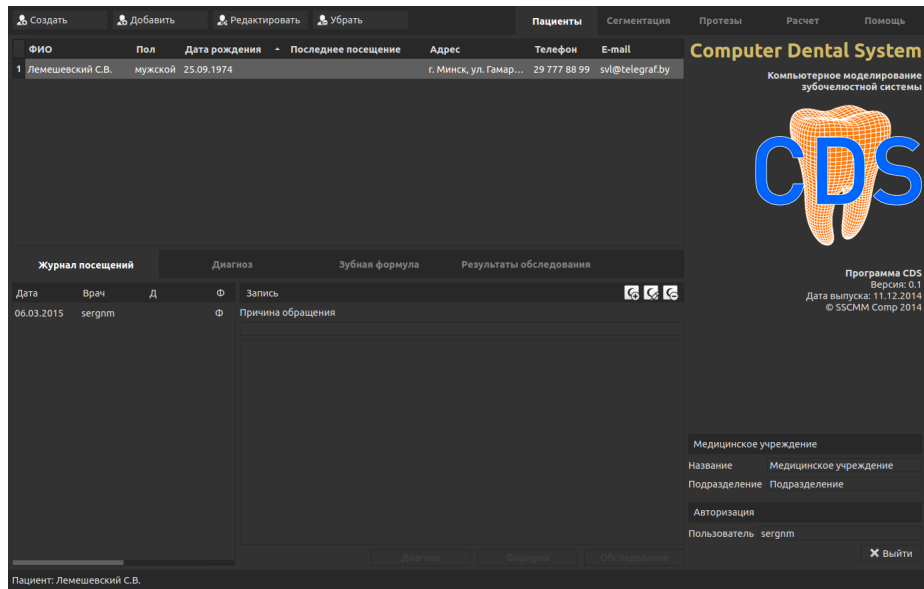 Создать Добавить Редактировать Убрать Пациенты Сегментация Протезы Расчет Помощь
ФИО Пол Дата рождения Последнее посещение Адрес Телефон E-mail
1 Лемешевский С.В. мужской 25.09.1974 г. Минск, ул. Гамар... 29 777 88 99 svl@telegraf.by
Computer Dental System
Компьютерное моделирование
зубочелюстной системы
CDS
Программа CDS
Версия: 0.1
Дата выпуска: 11.12.2014
© SSCMM Comp 2014
Журнал посещений Диагноз Зубная формула Результаты обследования
Дата Врач Д Ф Запись
06.03.2015 sergnm Ф Причина обращения
Медицинское учреждение
Название Медицинское учреждение
Подразделение Подразделение
Авторизация
Пользователь sergnm
Выйти
Диагноз Формула Обследование
Пациент: Лемешевский С.В.